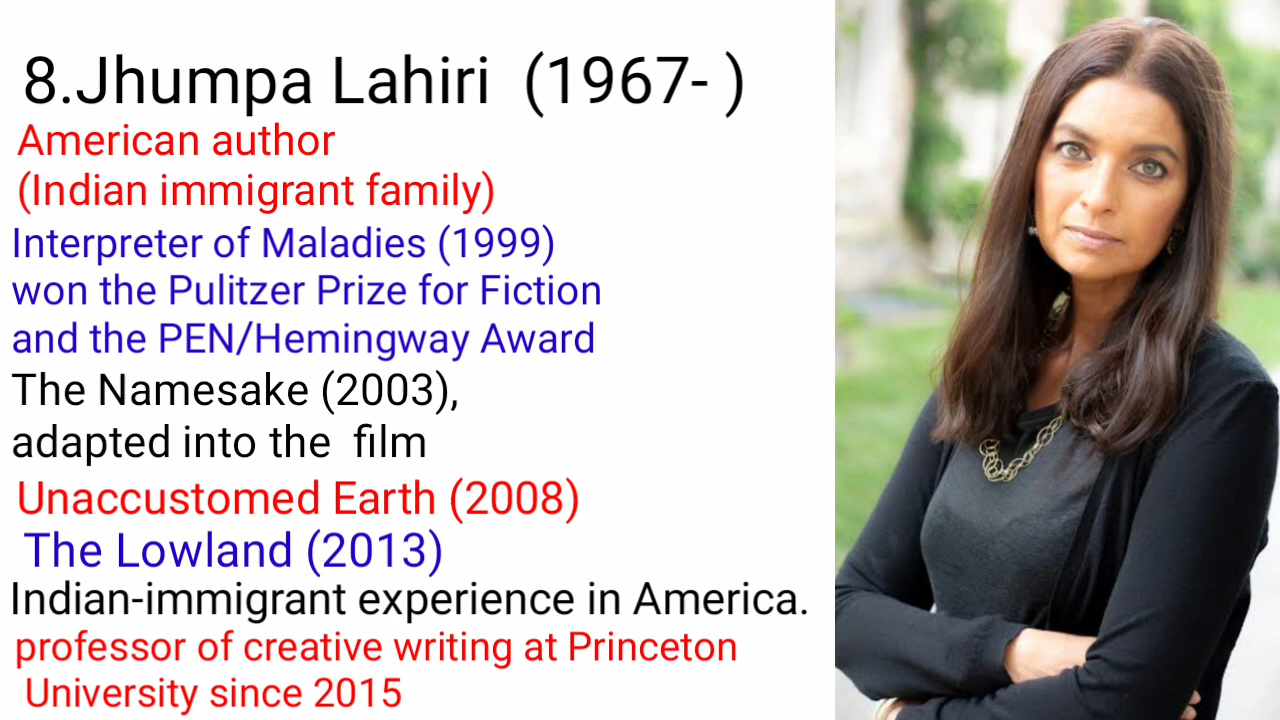 8.Jhumpa Lahiri (1967- )
American author
(Indian immigrant family)
Interpreter of Maladies (1999)
won the Pulitzer Prize for Fiction
and the PEN/Hemingway Award
The Namesake (2003),
adapted into the film
Unaccustomed Earth (2008)
The Lowland (2013)
Indian-immigrant experience in America.
professor of creative writing at Princeton
University since 2015